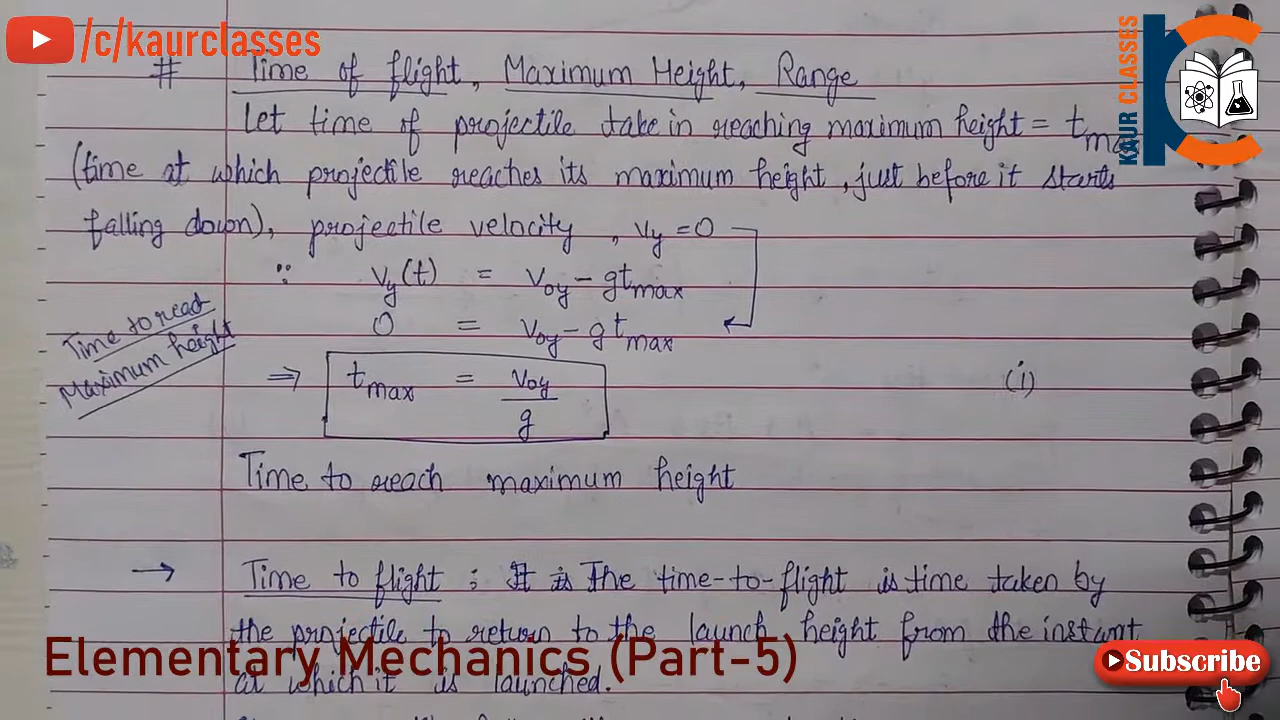 /c/kaurclasses
KAUR CLASSES
# Time of flight, Maximum Height, Range
Let time of projectile take in reaching maximum height = tma
(time at which projectile reaches its maximum height, just before it starts
falling down), projectile velocity, vy = 0
∵ vy(t) = voy - gtmax
0 = voy - gtmax
Time to read
Maximum height
⇒ tmax = voy/g (i)
Time to reach maximum height
→ Time to flight : It is The time-to-flight is time taken by
the projectile to return to the launch height from the instant
at which it is launched.
Elementary Mechanics (Part-5)
Subscribe